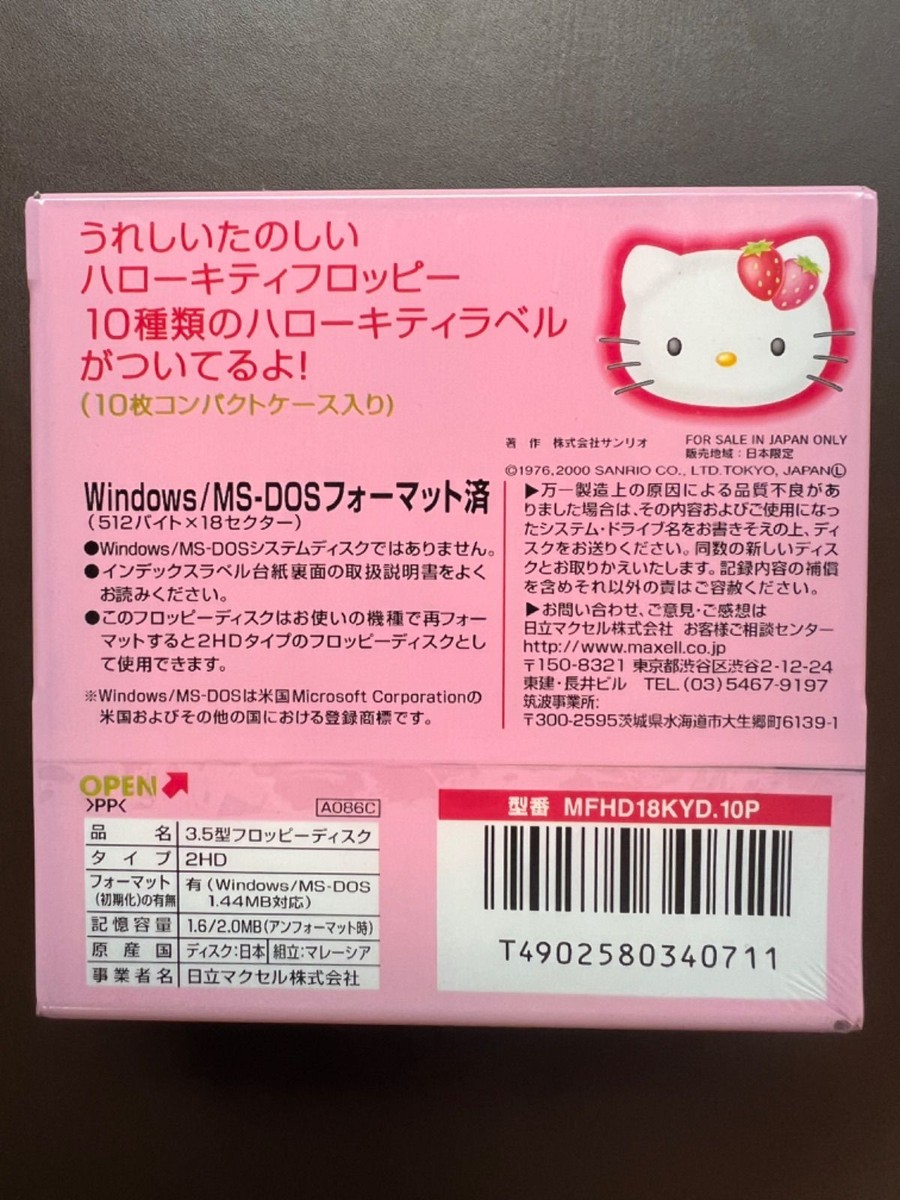 うれしいたのしい
ハローキティフロッピー
10種類のハローキティラベル
がついてるよ!
(10枚コンパクトケース入り)
著 作 株式会社サンリオ
FOR SALE IN JAPAN ONLY
販売地域:日本限定
©1976,2000 SANRIO CO., LTD.TOKYO, JAPANⓁ
Windows/MS-DOSフォーマット済
(512バイト×18セクター)
●Windows/MS-DOSシステムディスクではありません。
●インデックスラベル台紙裏面の取扱説明書をよく
お読みください。
●このフロッピーディスクはお使いの機種で再フォー
マットすると2HDタイプのフロッピーディスクとし
て使用できます。
※Windows/MS-DOSは米国Microsoft Corporationの
米国およびその他の国における登録商標です。
▶万一製造上の原因による品質不良があ
りました場合は、その内容およびご使用になっ
たシステム・ドライブ名をお書きそえの上、ディ
スクをお送りください。同数の新しいディス
クとお取りかえいたします。記録内容の補償
を含めそれ以外の責はご容赦ください。
▶お問い合わせ、ご意見・ご感想は
日立マクセル株式会社 お客様ご相談センター
http://www.maxell.co.jp
〒150-8321 東京都渋谷区渋谷2-12-24
東建・長井ビル TEL.(03)5467-9197
筑波事業所:
〒300-2595茨城県水海道市大生郷町6139-1
OPEN
>PP<
A086C
品名 3.5型フロッピーディスク
タイプ 2HD
フォーマット 有(Windows/MS-DOS
(初期化)の有無 1.44MB対応)
記憶容量 1.6/2.0MB(アンフォーマット時)
原産国 ディスク:日本 組立:マレーシア
事業者名 日立マクセル株式会社
型番 MFHD18KYD.10P
T4902580340711